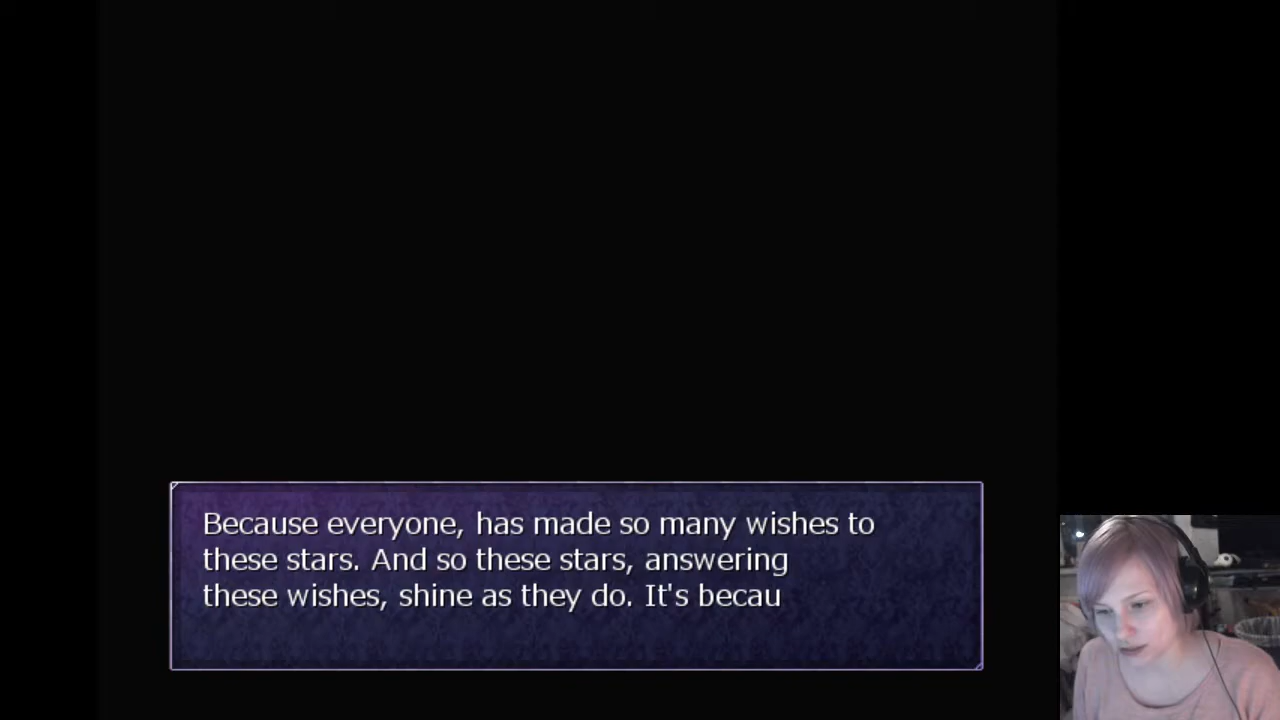 Because everyone, has made so many wishes to
these stars. And so these stars, answering
these wishes, shine as they do. It's becau